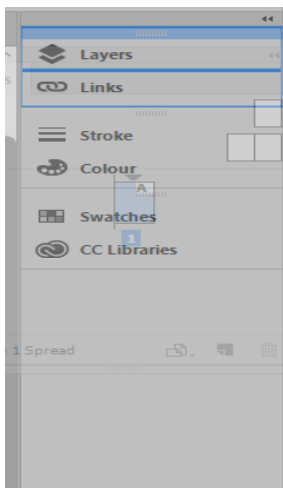 Layers
Links
Stroke
Colour
A
Swatches
1
CC Libraries
1 Spread